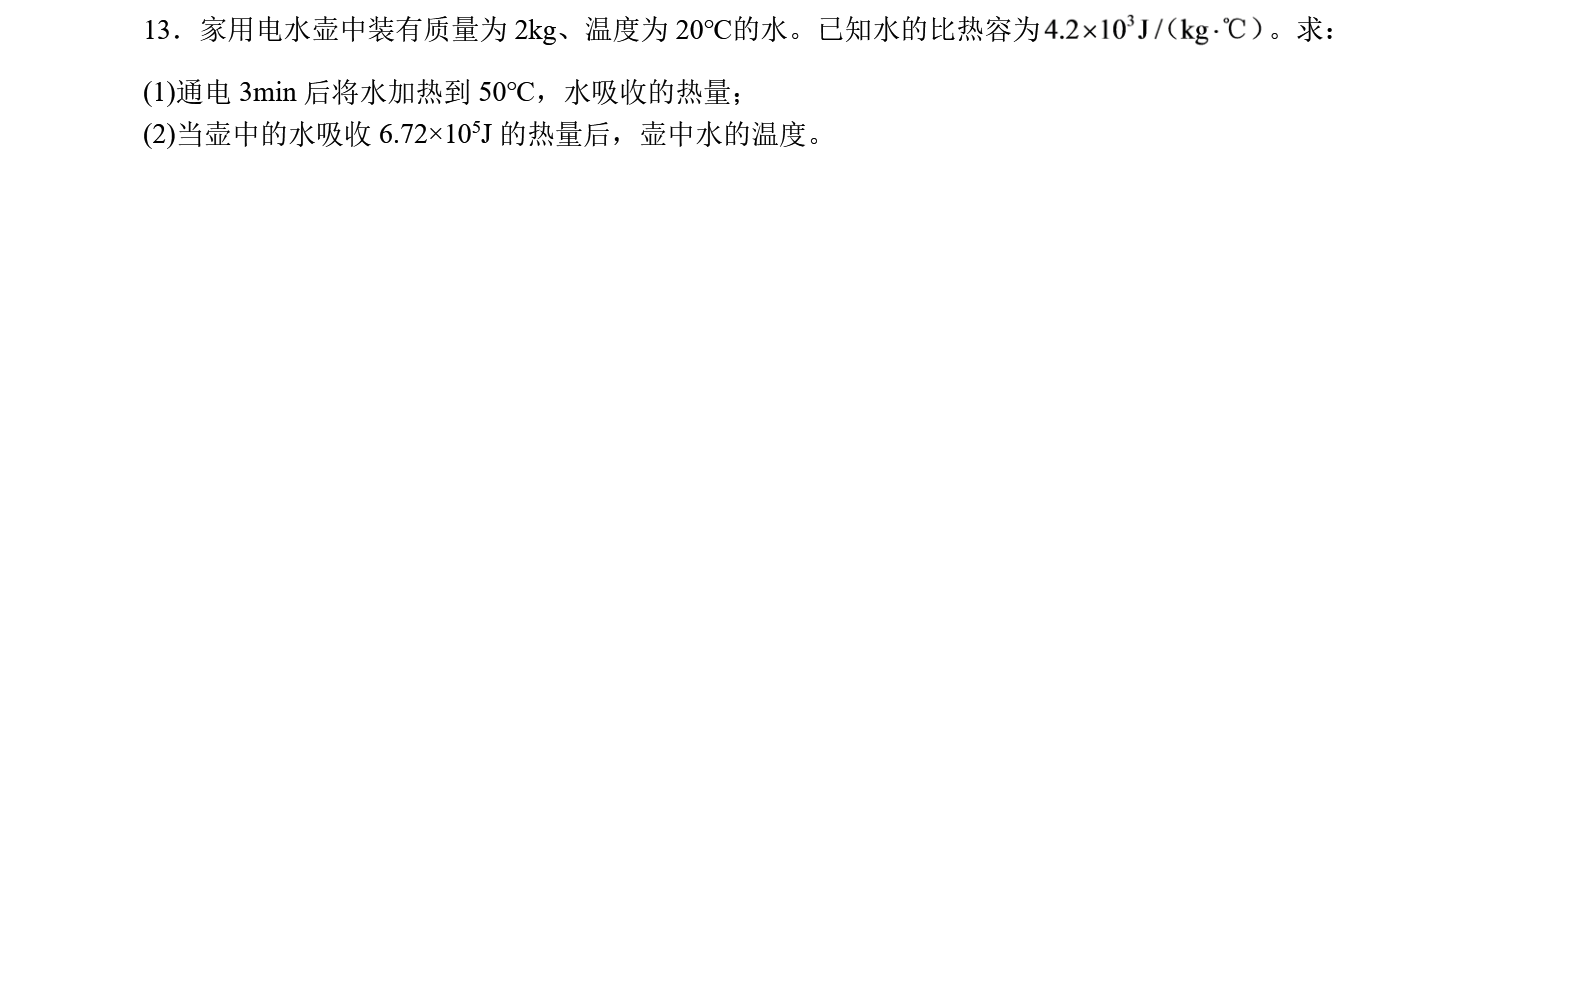 13．家用电水壶中装有质量为 2kg、温度为 20℃的水。已知水的比热容为4.2×10³J/（kg·℃）。求：
(1)通电 3min 后将水加热到 50℃，水吸收的热量；
(2)当壶中的水吸收 6.72×10⁵J 的热量后，壶中水的温度。